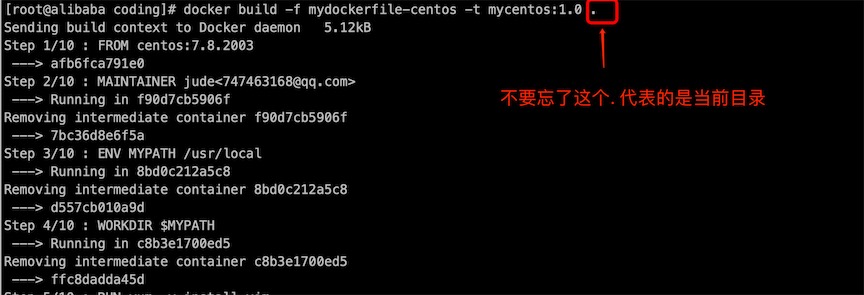 [root@alibaba coding]# docker build -f mydockerfile-centos -t mycentos:1.0 .
Sending build context to Docker daemon   5.12kB
Step 1/10 : FROM centos:7.8.2003
 ---> afb6fca791e0
Step 2/10 : MAINTAINER jude<747463168@qq.com>
 ---> Running in f90d7cb5906f
不要忘了这个.代表的是当前目录
Removing intermediate container f90d7cb5906f
 ---> 7bc36d8e6f5a
Step 3/10 : ENV MYPATH /usr/local
 ---> Running in 8bd0c212a5c8
Removing intermediate container 8bd0c212a5c8
 ---> d557cb010a9d
Step 4/10 : WORKDIR $MYPATH
 ---> Running in c8b3e1700ed5
Removing intermediate container c8b3e1700ed5
 ---> ffc8dadda45d